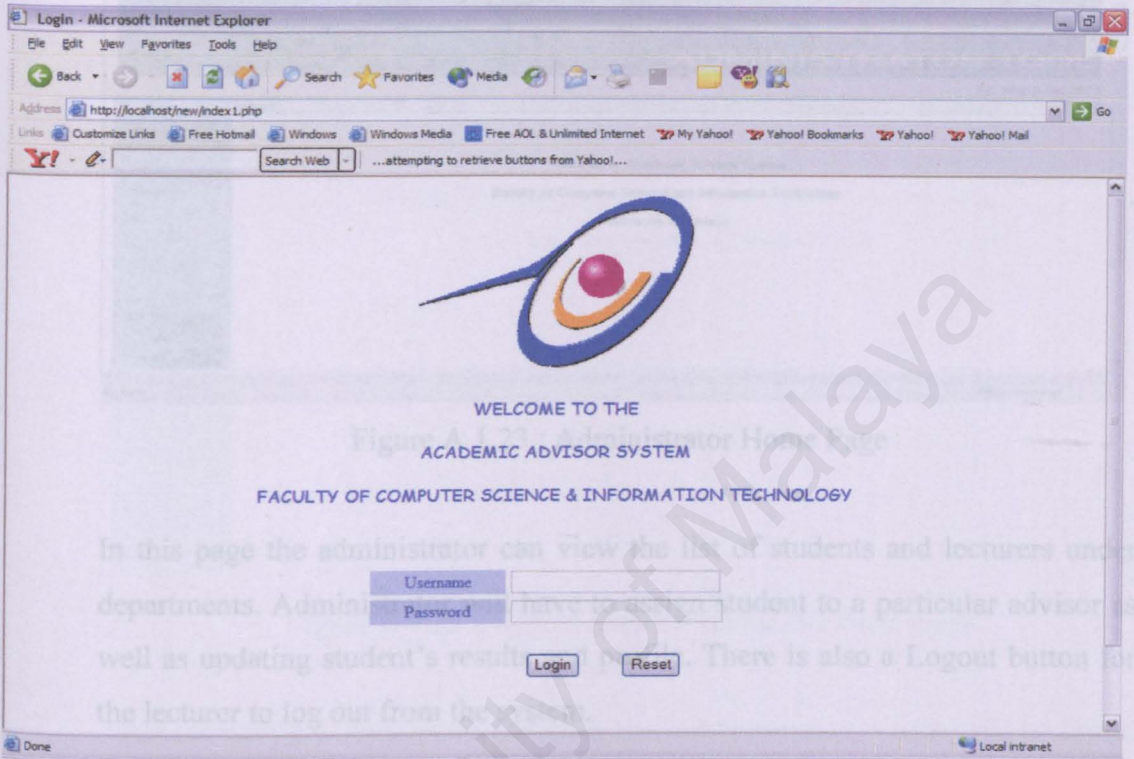 Login - Microsoft Internet Explorer
File Edit View Favorites Tools Help
Back Search Favorites Media
Address http://localhost/new/index1.php Go
Links Customize Links Free Hotmail Windows Windows Media Free AOL & Unlimited Internet My Yahoo! Yahoo! Bookmarks Yahoo! Yahoo! Mail
Y! Search Web ...attempting to retrieve buttons from Yahoo!...
WELCOME TO THE
Figure A.1.23 : Administrator Home Page
ACADEMIC ADVISOR SYSTEM
FACULTY OF COMPUTER SCIENCE & INFORMATION TECHNOLOGY
In this page the administrator can view the list of students and lecturers under
Username
departments. Administrator have to assign student to a particular advisor as
Password
well as updating student's results and There is also a Logout button for
Login Reset
the lecturer to log out from the system.
Done Local intranet
ity of Malaya